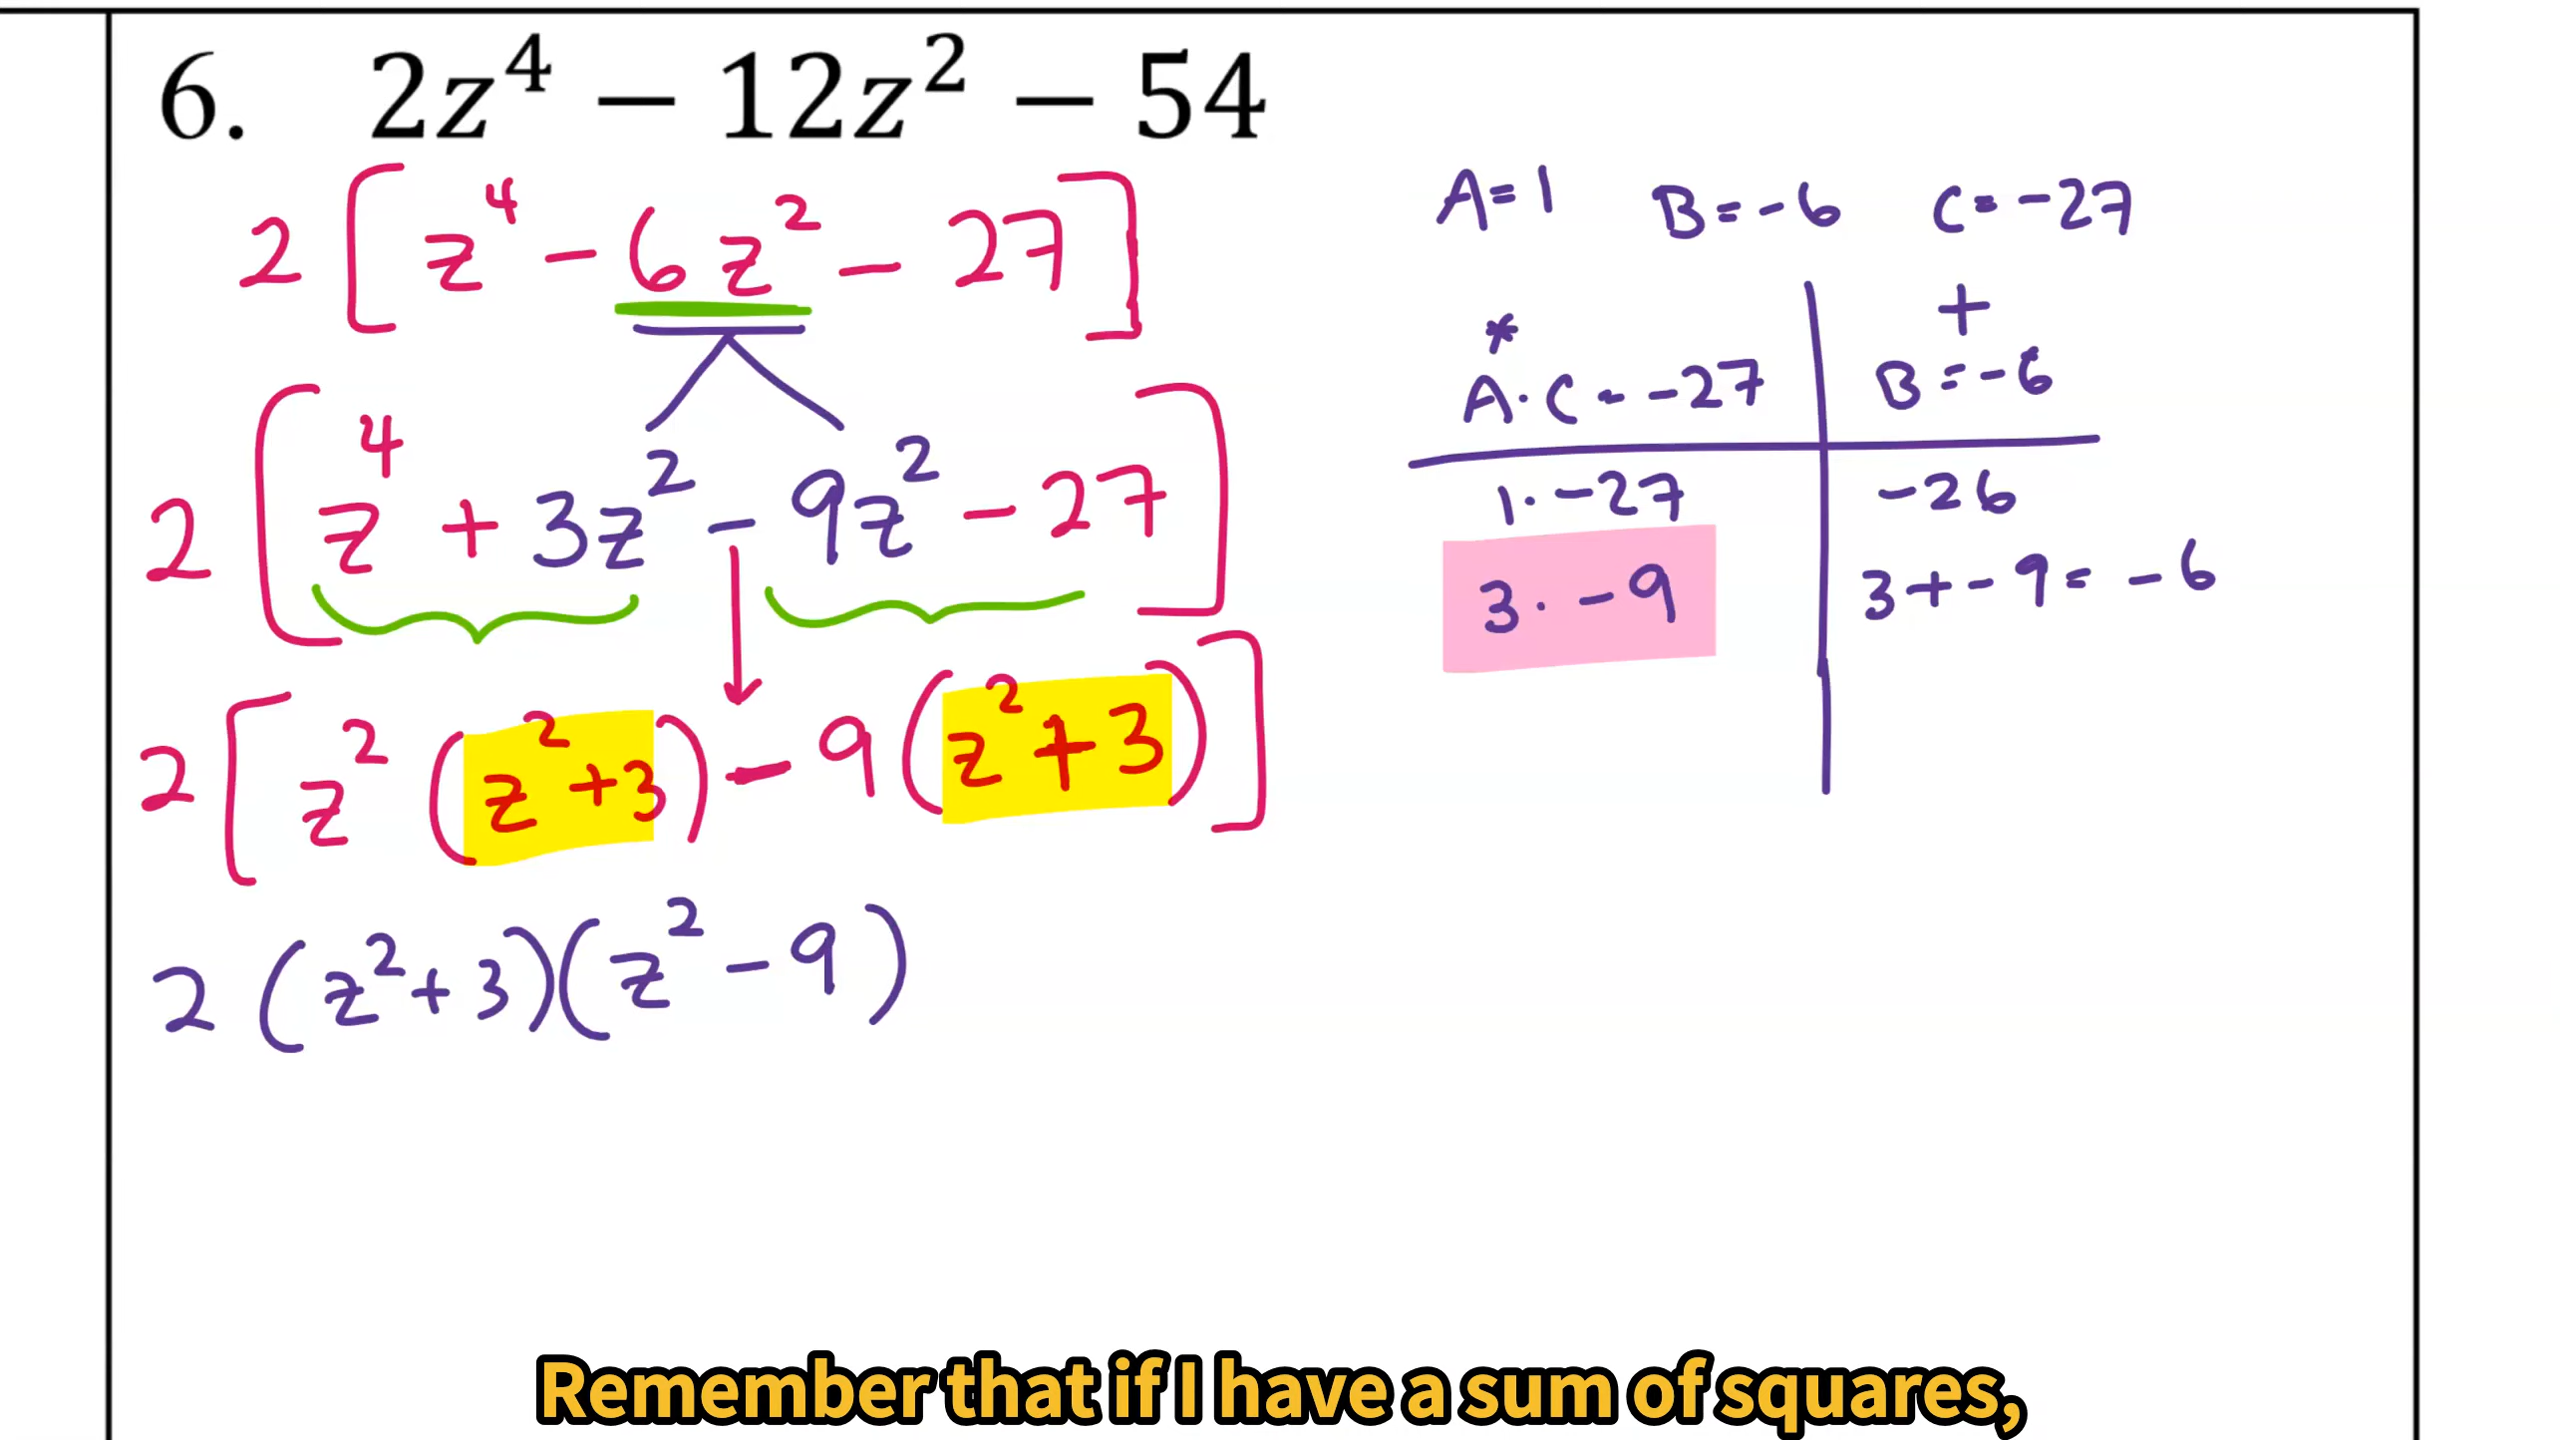 6. 2z⁴ − 12z² − 54
2[z⁴ − 6z² − 27]
2[z⁴ + 3z² − 9z² − 27]
2[z²(z²+3) − 9(z²+3)]
2(z²+3)(z²−9)
A=1 B=-6 C=-27
* +
A·C=-27 B=-6
1·-27 -26
3·-9 3+-9=-6
Remember that if I have a sum of squares,